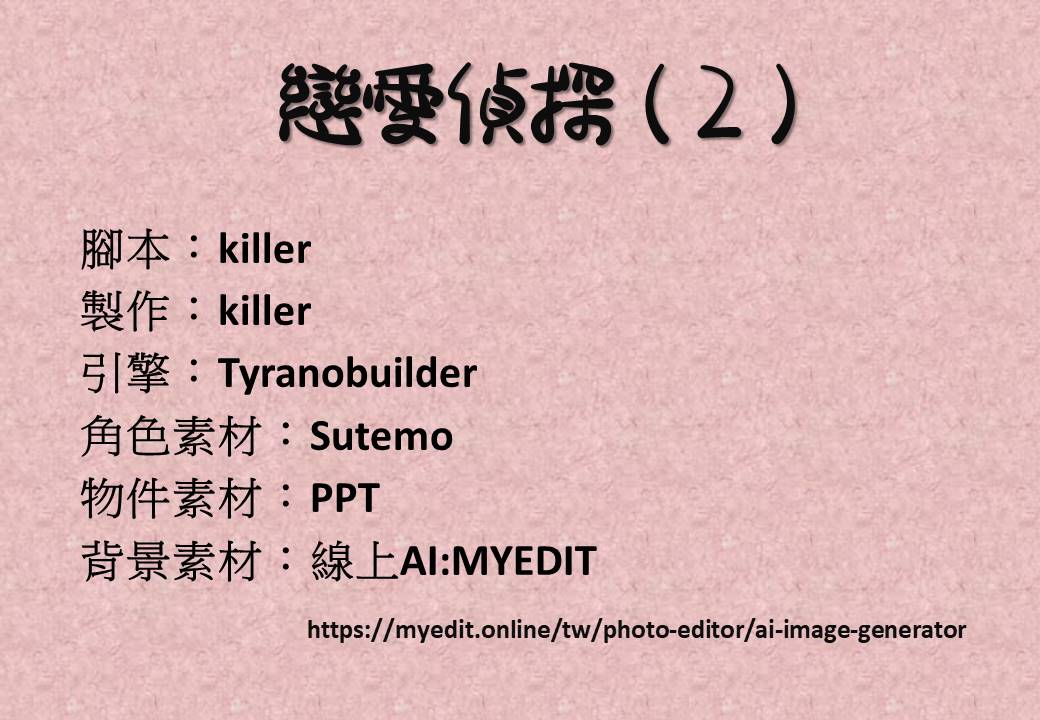 戀愛偵探（2）
腳本：killer
製作：killer
引擎：Tyranobuilder
角色素材：Sutemo
物件素材：PPT
背景素材：線上AI:MYEDIT
https://myedit.online/tw/photo-editor/ai-image-generator